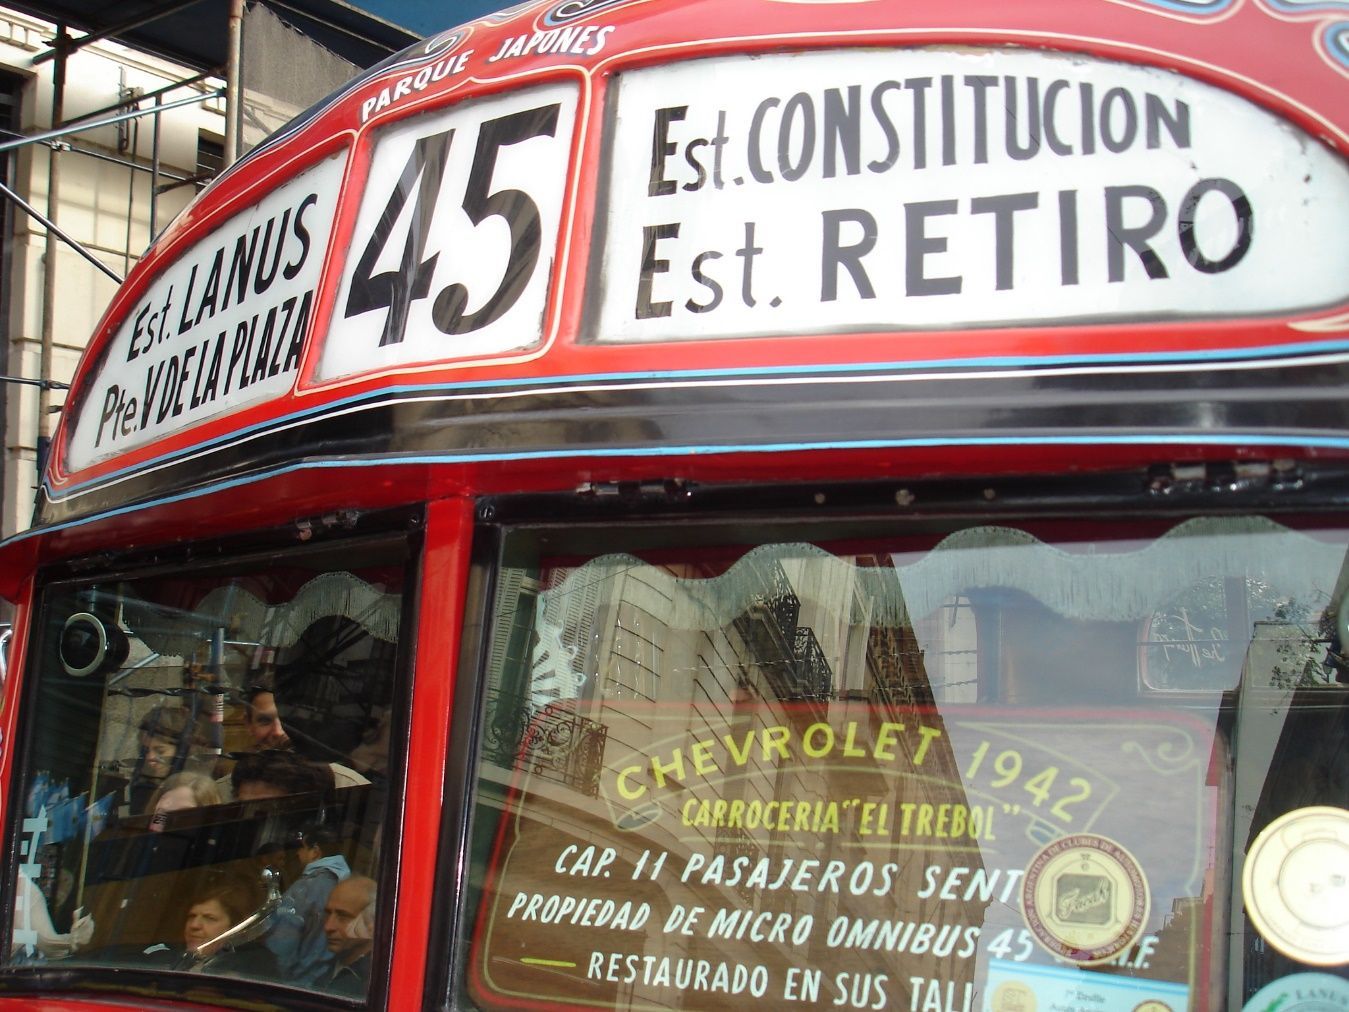 PARQUE JAPONES
Est. LANUS
Pte. V DE LA PLAZA
45
Est. CONSTITUCION
Est. RETIRO
CHEVROLET 1942
CARROCERIA "EL TREBOL"
CAP. 11 PASAJEROS SENT
PROPIEDAD DE MICRO OMNIBUS 45
RESTAURADO EN SUS TALL
LANUS